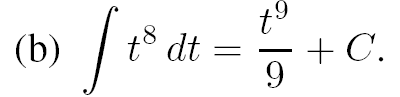 (b) ∫ t⁸ dt = t⁹/9 + C.